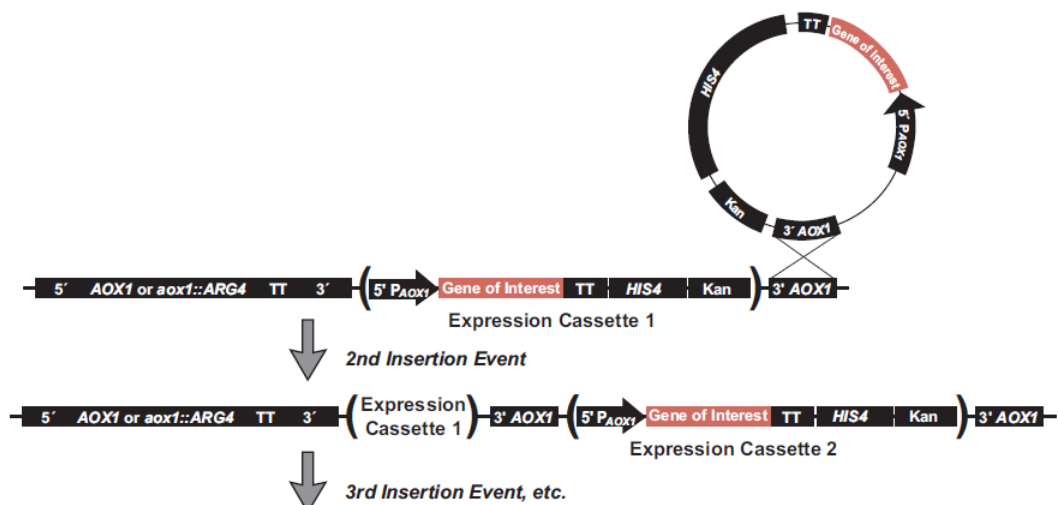 TT
Gene of Interest
HIS4
5´ PAOX1
Kan
3´ AOX1
5´ AOX1 or aox1::ARG4 TT 3´ ( 5' PAOX1 Gene of Interest TT HIS4 Kan ) 3' AOX1
Expression Cassette 1
2nd Insertion Event
5´ AOX1 or aox1::ARG4 TT 3´ ( Expression Cassette 1 ) 3' AOX1 ( 5' PAOX1 Gene of Interest TT HIS4 Kan ) 3' AOX1
Expression Cassette 2
3rd Insertion Event, etc.